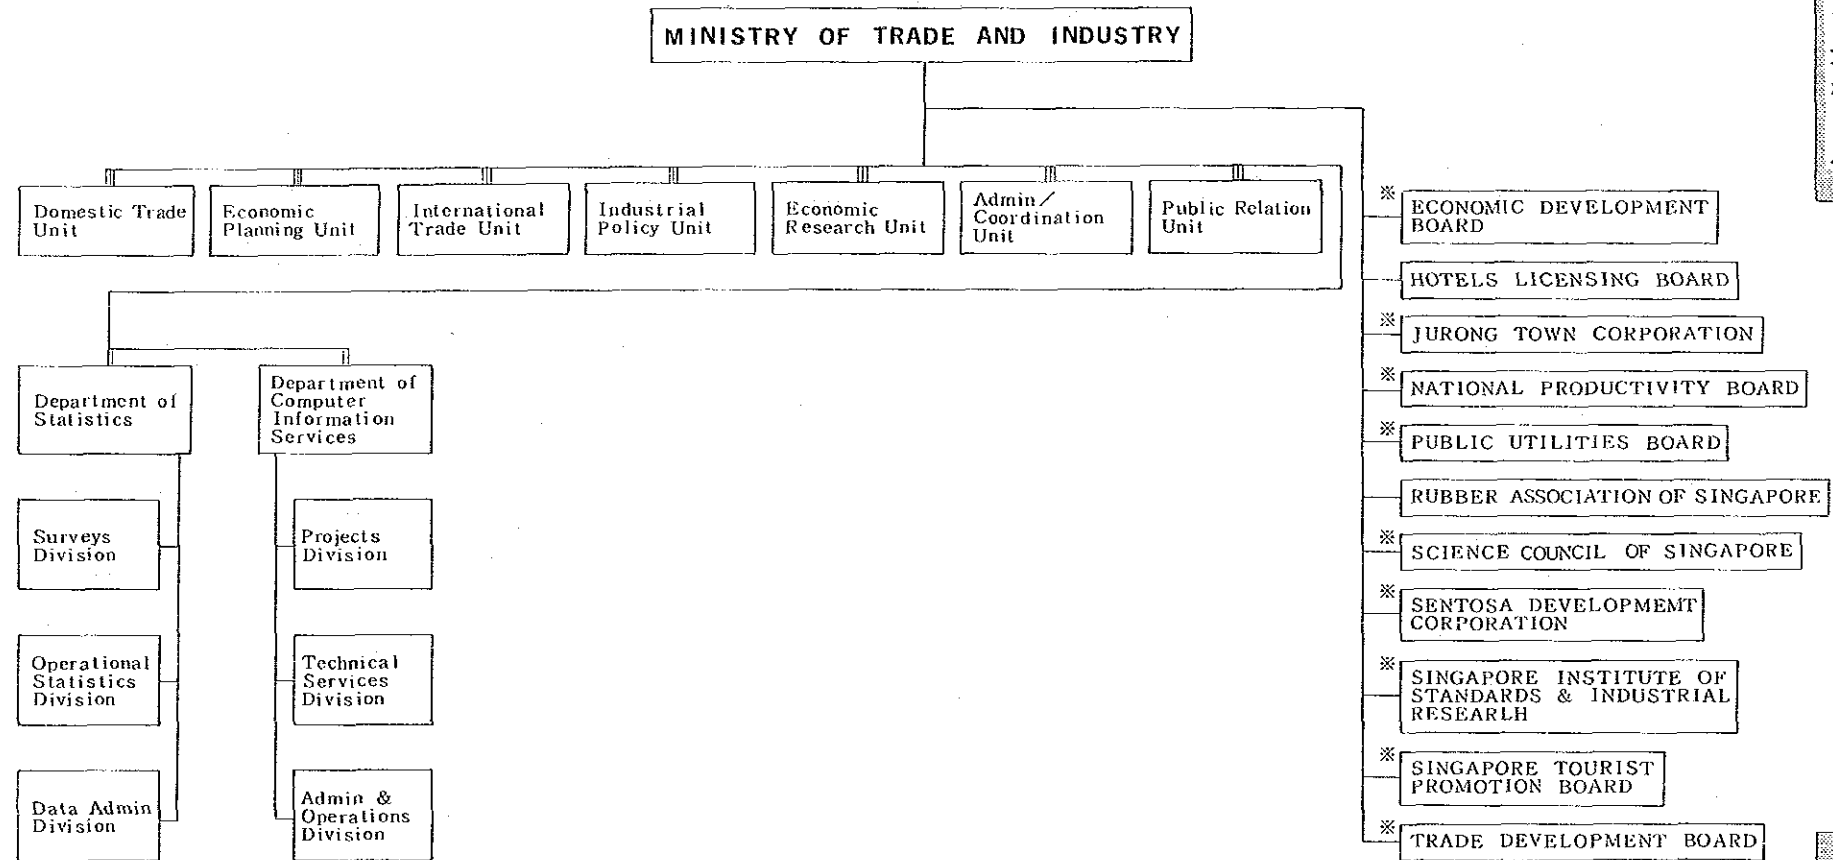 MINISTRY OF TRADE AND INDUSTRY
Domestic Trade
Unit
Economic
Planning Unit
International
Trade Unit
Industrial
Policy Unit
Economic
Research Unit
Admin/
Coordination
Unit
Public Relation
Unit
Department of
Statistics
Department of
Computer
Information
Services
Surveys
Division
Projects
Division
Operational
Statistics
Division
Technical
Services
Division
Data Admin
Division
Admin &
Operations
Division
※ ECONOMIC DEVELOPMENT
BOARD
HOTELS LICENSING BOARD
※ JURONG TOWN CORPORATION
※ NATIONAL PRODUCTIVITY BOARD
※ PUBLIC UTILITIES BOARD
RUBBER ASSOCIATION OF SINGAPORE
※ SCIENCE COUNCIL OF SINGAPORE
※ SENTOSA DEVELOPMEMT
CORPORATION
※ SINGAPORE INSTITUTE OF
STANDARDS & INDUSTRIAL
RESEARLH
※ SINGAPORE TOURIST
PROMOTION BOARD
※ TRADE DEVELOPMENT BOARD